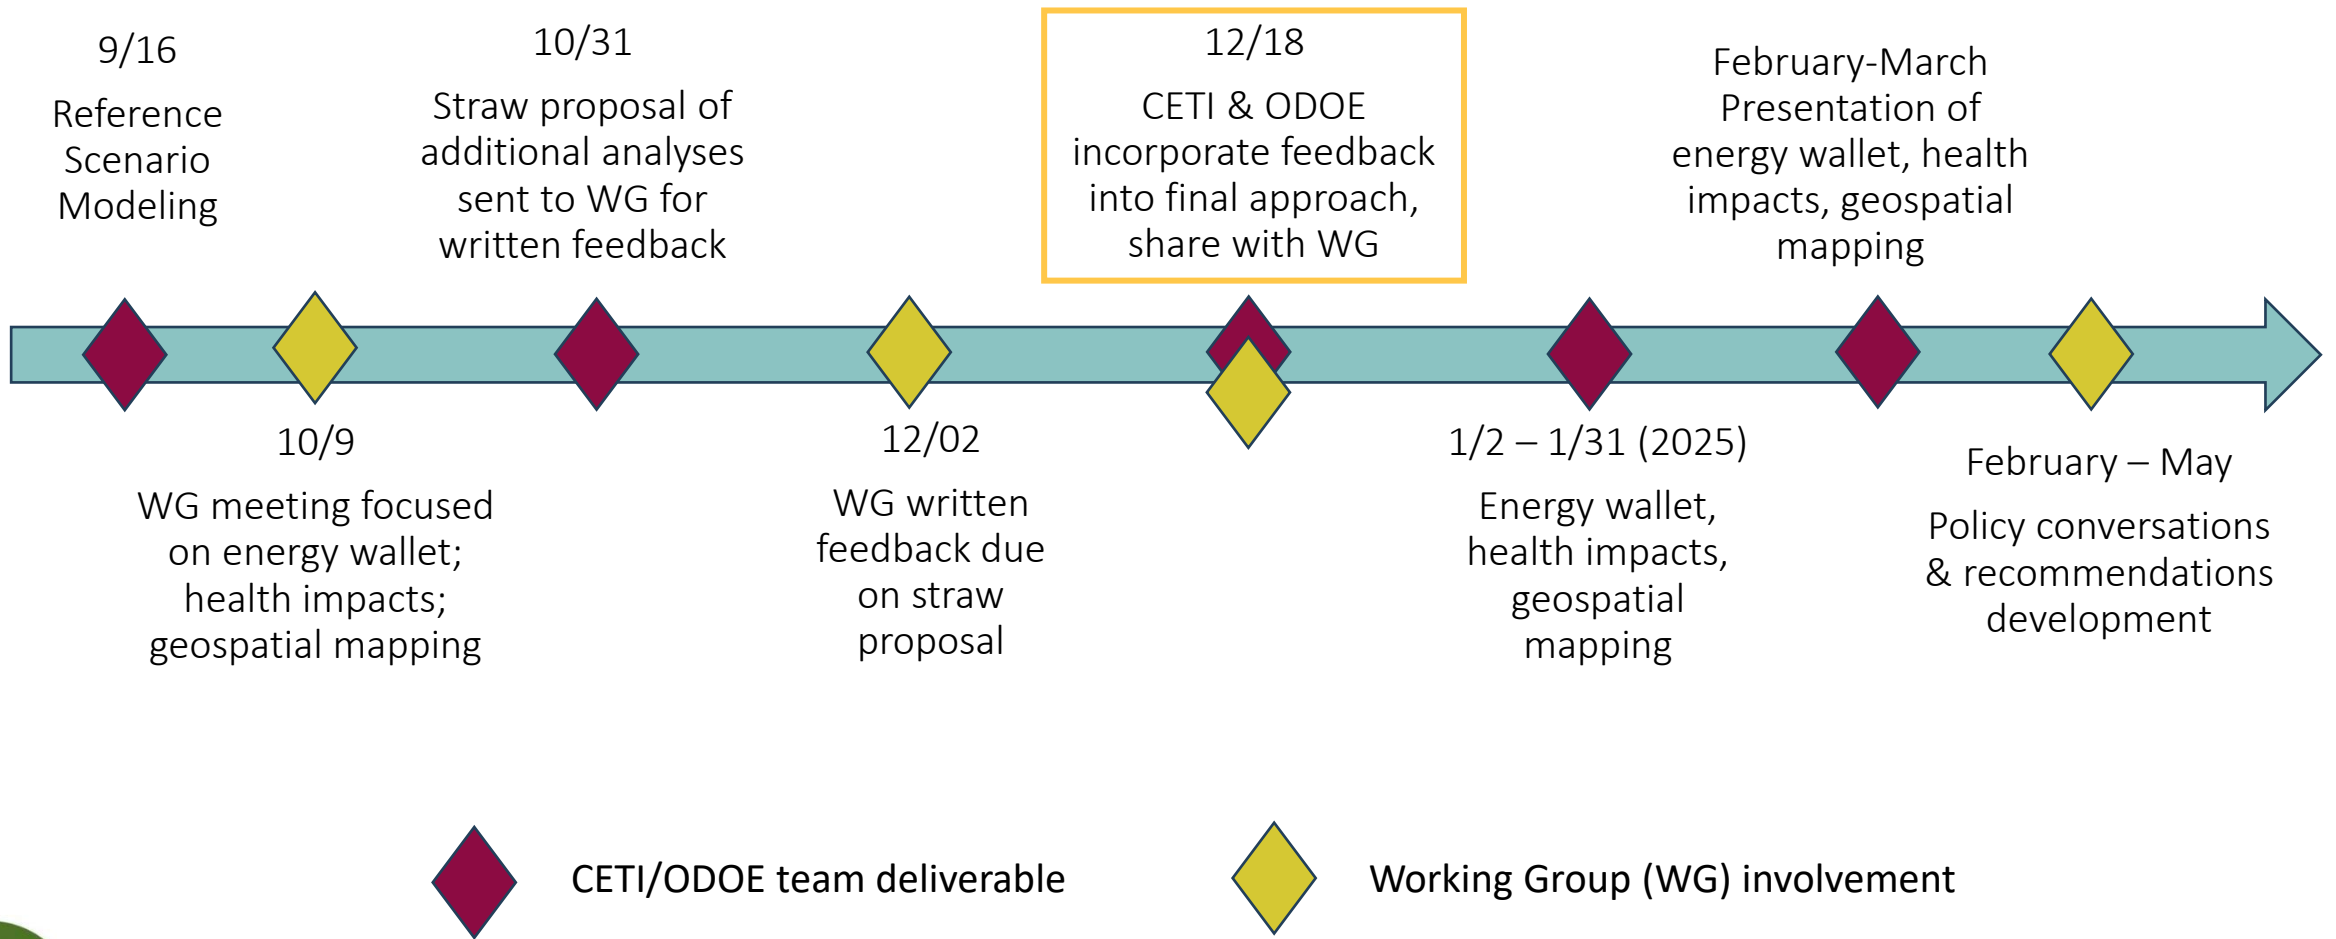 9/16
Reference
Scenario
Modeling
10/31
Straw proposal of
additional analyses
sent to WG for
written feedback
12/18
CETI & ODOE
incorporate feedback
into final approach,
share with WG
February-March
Presentation of
energy wallet, health
impacts, geospatial
mapping
10/9
WG meeting focused
on energy wallet;
health impacts;
geospatial mapping
12/02
WG written
feedback due
on straw
proposal
1/2 – 1/31 (2025)
Energy wallet,
health impacts,
geospatial
mapping
February – May
Policy conversations
& recommendations
development
CETI/ODOE team deliverable
Working Group (WG) involvement